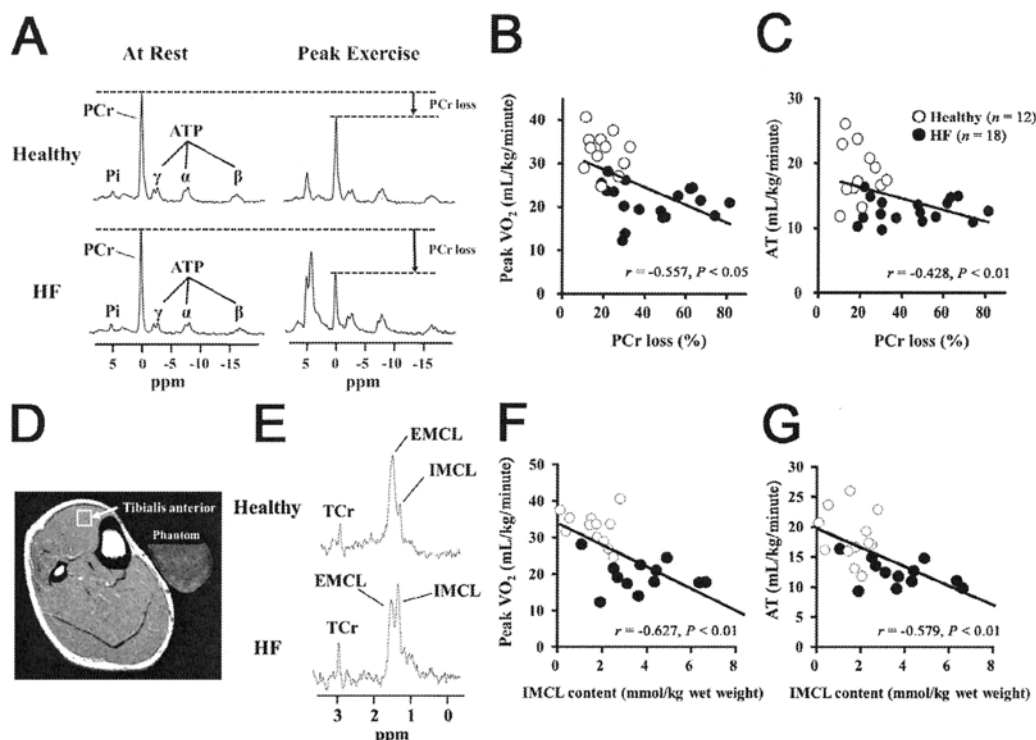 A
At Rest
Peak Exercise
PCr
PCr loss
ATP
Healthy
Pi
γ
α
β
PCr
PCr loss
ATP
HF
Pi
γ
α
β
5 0 -5 -10 -15
ppm
5 0 -5 -10 -15
ppm
B
Peak VO2 (mL/kg/minute)
50
40
30
20
10
0
r = -0.557, P < 0.05
0 20 40 60 80
PCr loss (%)
C
AT (mL/kg/minute)
30
20
10
0
Healthy (n = 12)
HF (n = 18)
r = -0.428, P < 0.01
0 20 40 60 80
PCr loss (%)
D
Tibialis anterior
Phantom
E
EMCL
IMCL
Healthy
TCr
EMCL
IMCL
TCr
HF
3 2 1 0
ppm
F
Peak VO2 (mL/kg/minute)
50
40
30
20
10
0
r = -0.627, P < 0.01
0 2 4 6 8
IMCL content (mmol/kg wet weight)
G
AT (mL/kg/minute)
30
25
20
15
10
5
0
r = -0.579, P < 0.01
0 2 4 6 8
IMCL content (mmol/kg wet weight)